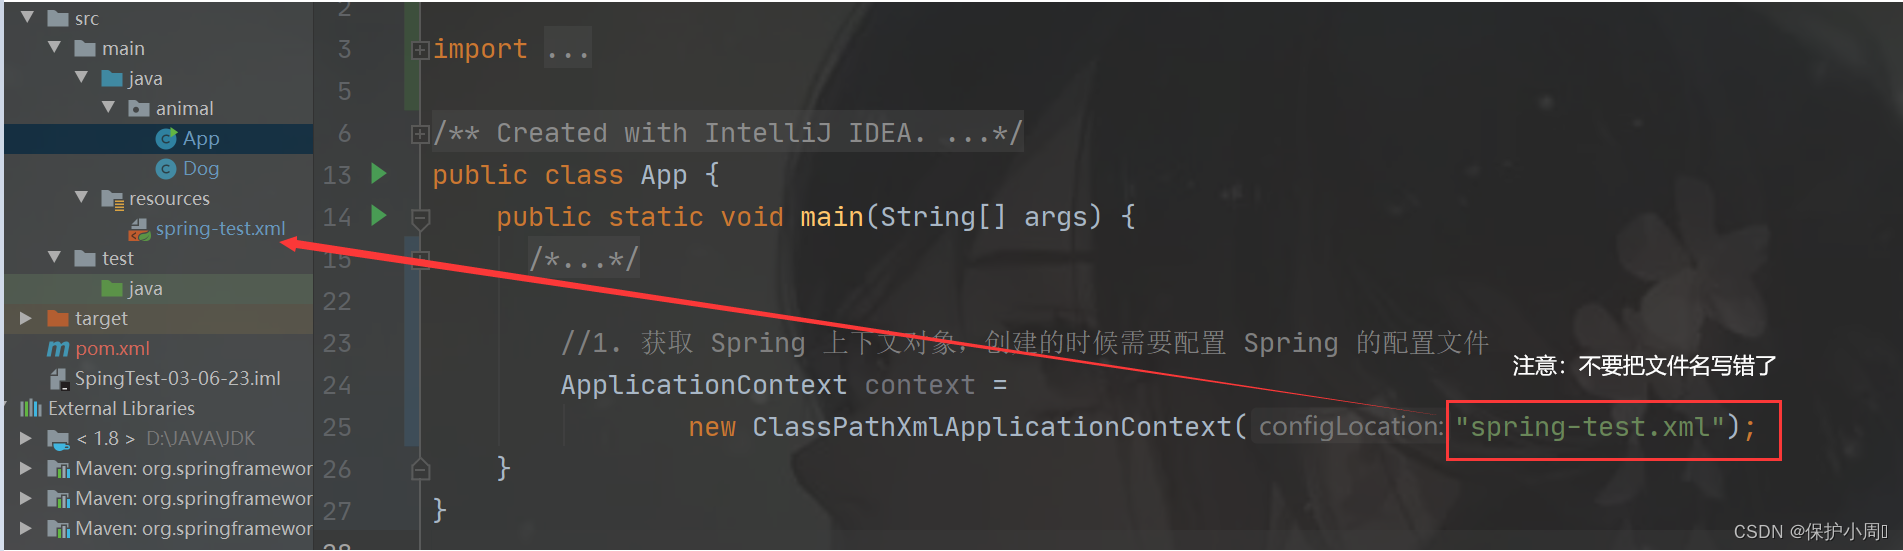 src
main
java
animal
App
Dog
resources
spring-test.xml
test
java
target
pom.xml
SpingTest-03-06-23.iml
External Libraries
< 1.8 > D:\JAVA\JDK
Maven: org.springframewor
Maven: org.springframewor
Maven: org.springframewor
2
3 import ...
5
6 /** Created with IntelliJ IDEA. ...*/
13 public class App {
14 public static void main(String[] args) {
15 /*...*/
22
23 //1. 获取 Spring 上下文对象，创建的时候需要配置 Spring 的配置文件
注意：不要把文件名写错了
24 ApplicationContext context =
25 new ClassPathXmlApplicationContext( configLocation: "spring-test.xml");
26 }
27 }
28
CSDN @保护小周